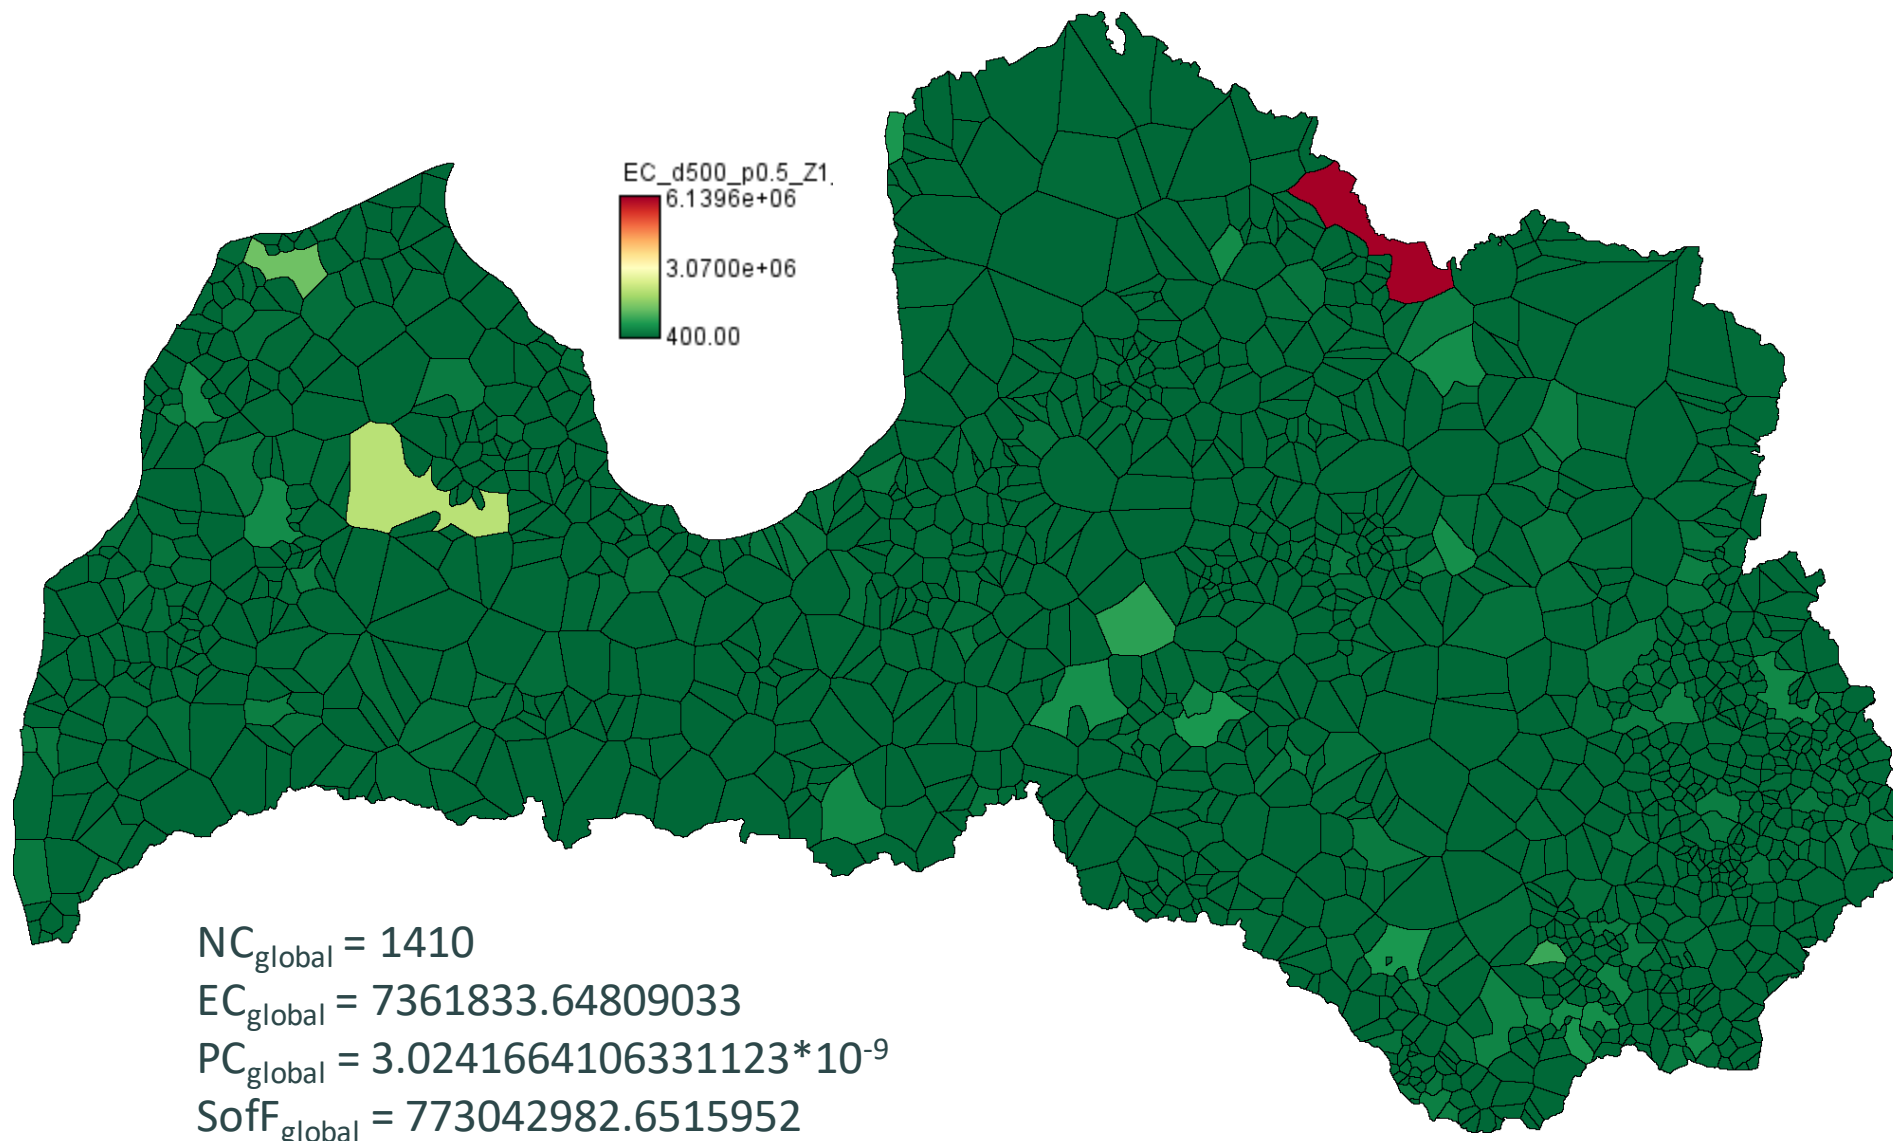 EC_d500_p0.5_Z1_
6.1396e+06
3.0700e+06
400.00
NCglobal = 1410
ECglobal = 7361833.64809033
PCglobal = 3.0241664106331123*10-9
SofFglobal = 773042982.6515952